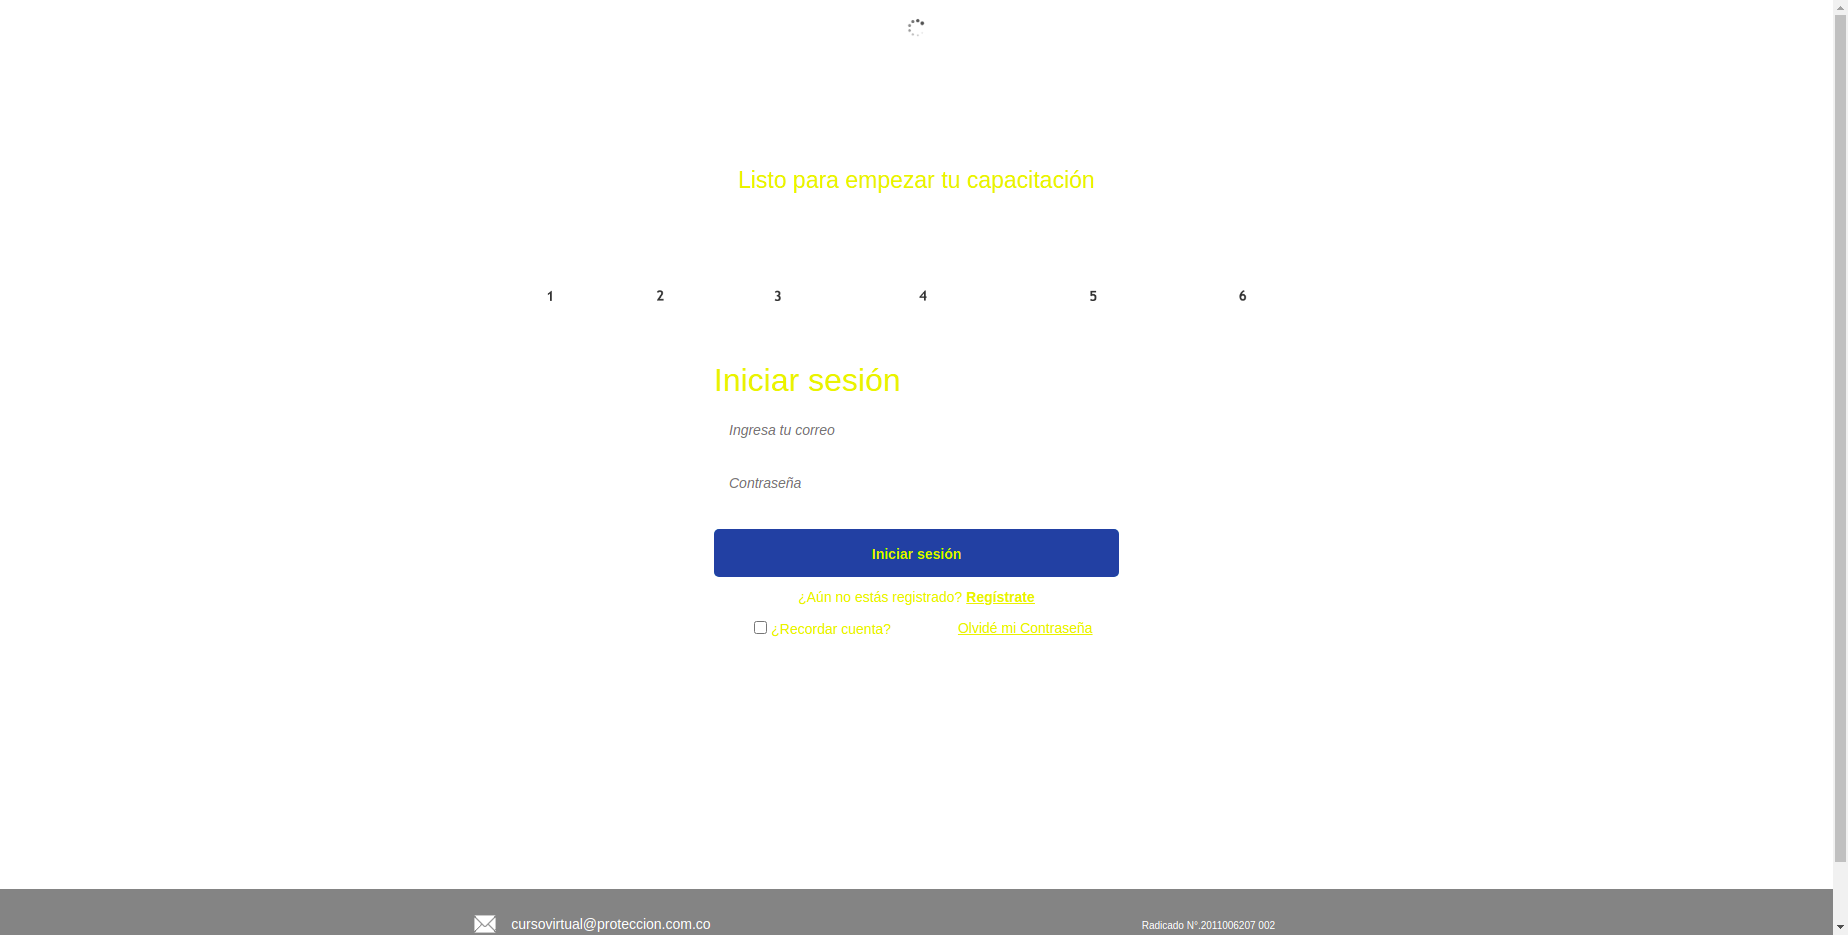 Listo para empezar tu capacitación
1 2 3 4 5 6
Iniciar sesión
Ingresa tu correo
Contraseña
Iniciar sesión
¿Aún no estás registrado? Regístrate
¿Recordar cuenta? Olvidé mi Contraseña
cursovirtual@proteccion.com.co Radicado N°.2011006207 002